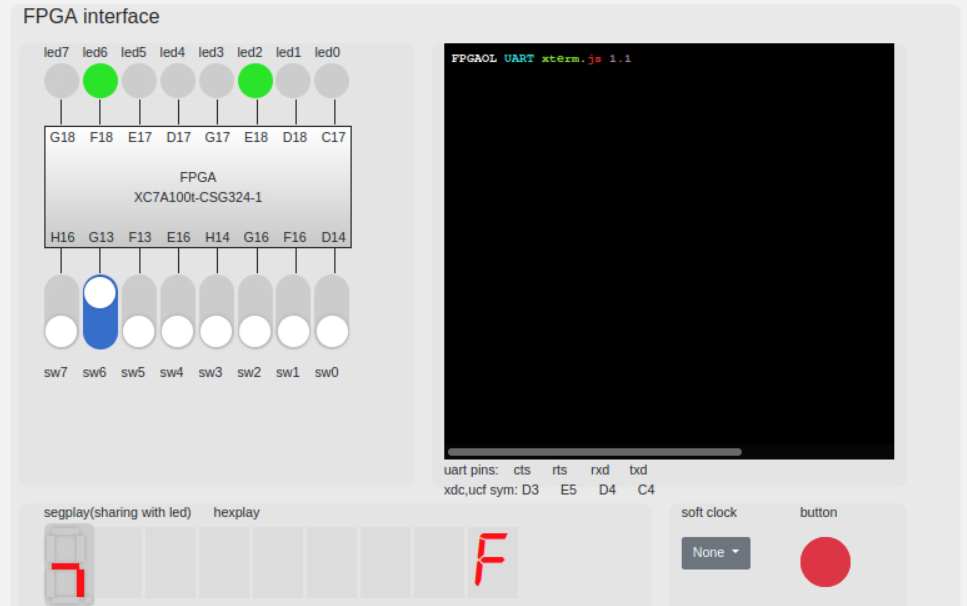 FPGA interface
led7 led6 led5 led4 led3 led2 led1 led0
G18 F18 E17 D17 G17 E18 D18 C17
FPGA
XC7A100t-CSG324-1
H16 G13 F13 E16 H14 G16 F16 D14
sw7 sw6 sw5 sw4 sw3 sw2 sw1 sw0
FPGAOL UART xterm.js 1.1
uart pins: cts rts rxd txd
xdc,ucf sym: D3 E5 D4 C4
segplay(sharing with led) hexplay
F
soft clock button
None